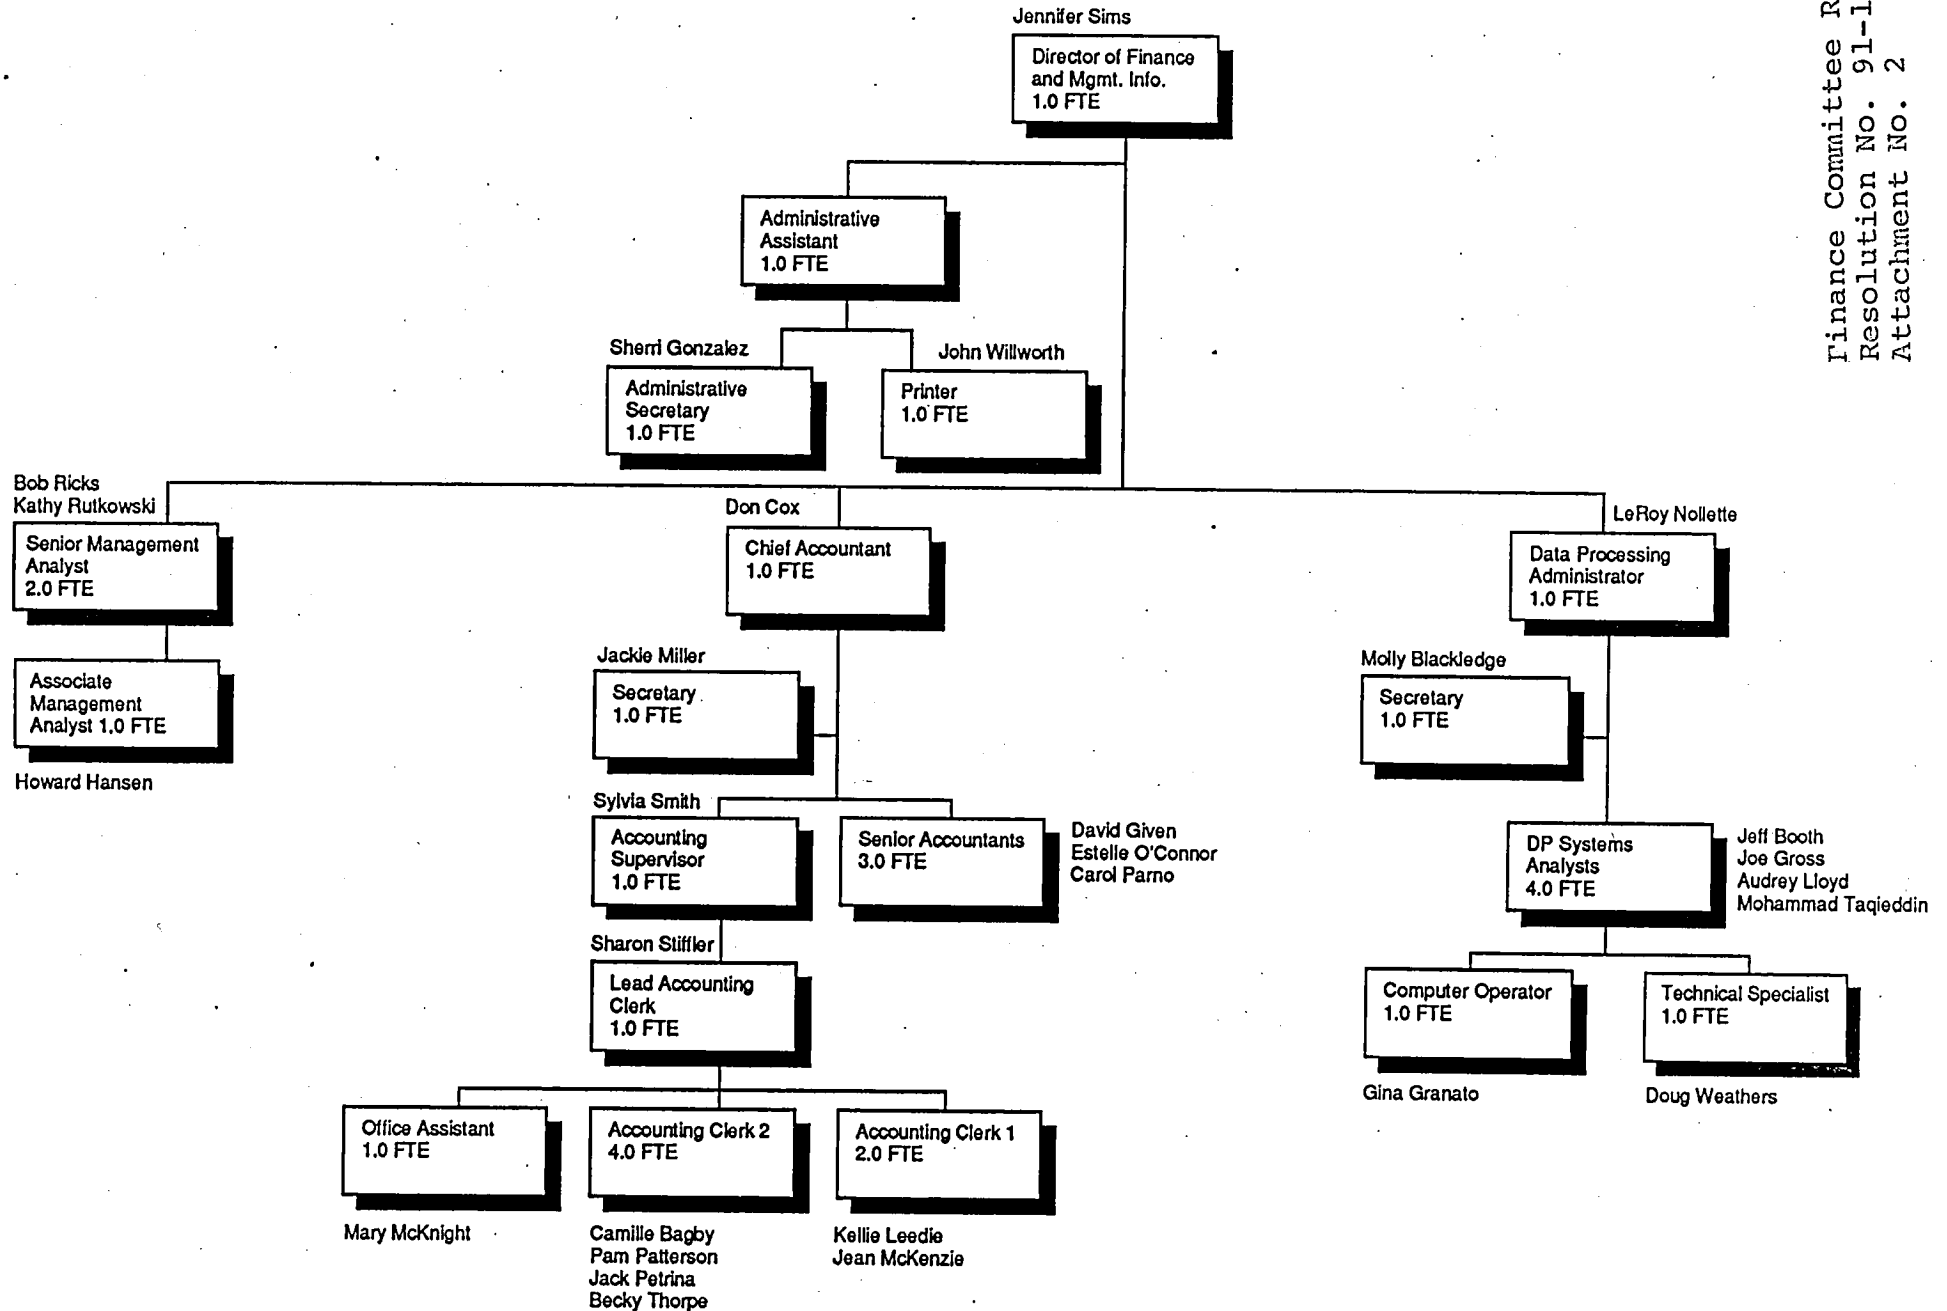 Finance Committee
Resolution No. 91-1
Attachment No. 2
Jennifer Sims
Director of Finance
and Mgmt. Info.
1.0 FTE
Administrative
Assistant
1.0 FTE
Sherri Gonzalez
Administrative
Secretary
1.0 FTE
John Willworth
Printer
1.0 FTE
Bob Ricks
Kathy Rutkowski
Senior Management
Analyst
2.0 FTE
Associate
Management
Analyst 1.0 FTE
Howard Hansen
Don Cox
Chief Accountant
1.0 FTE
Jackie Miller
Secretary
1.0 FTE
Sylvia Smith
Accounting
Supervisor
1.0 FTE
Senior Accountants
3.0 FTE
David Given
Estelle O'Connor
Carol Parno
Sharon Stiffler
Lead Accounting
Clerk
1.0 FTE
Office Assistant
1.0 FTE
Mary McKnight
Accounting Clerk 2
4.0 FTE
Camille Bagby
Pam Patterson
Jack Petrina
Becky Thorpe
Accounting Clerk 1
2.0 FTE
Kellie Leedie
Jean McKenzie
LeRoy Nollette
Data Processing
Administrator
1.0 FTE
Molly Blackledge
Secretary
1.0 FTE
DP Systems
Analysts
4.0 FTE
Jeff Booth
Joe Gross
Audrey Lloyd
Mohammad Taqieddin
Computer Operator
1.0 FTE
Gina Granato
Technical Specialist
1.0 FTE
Doug Weathers